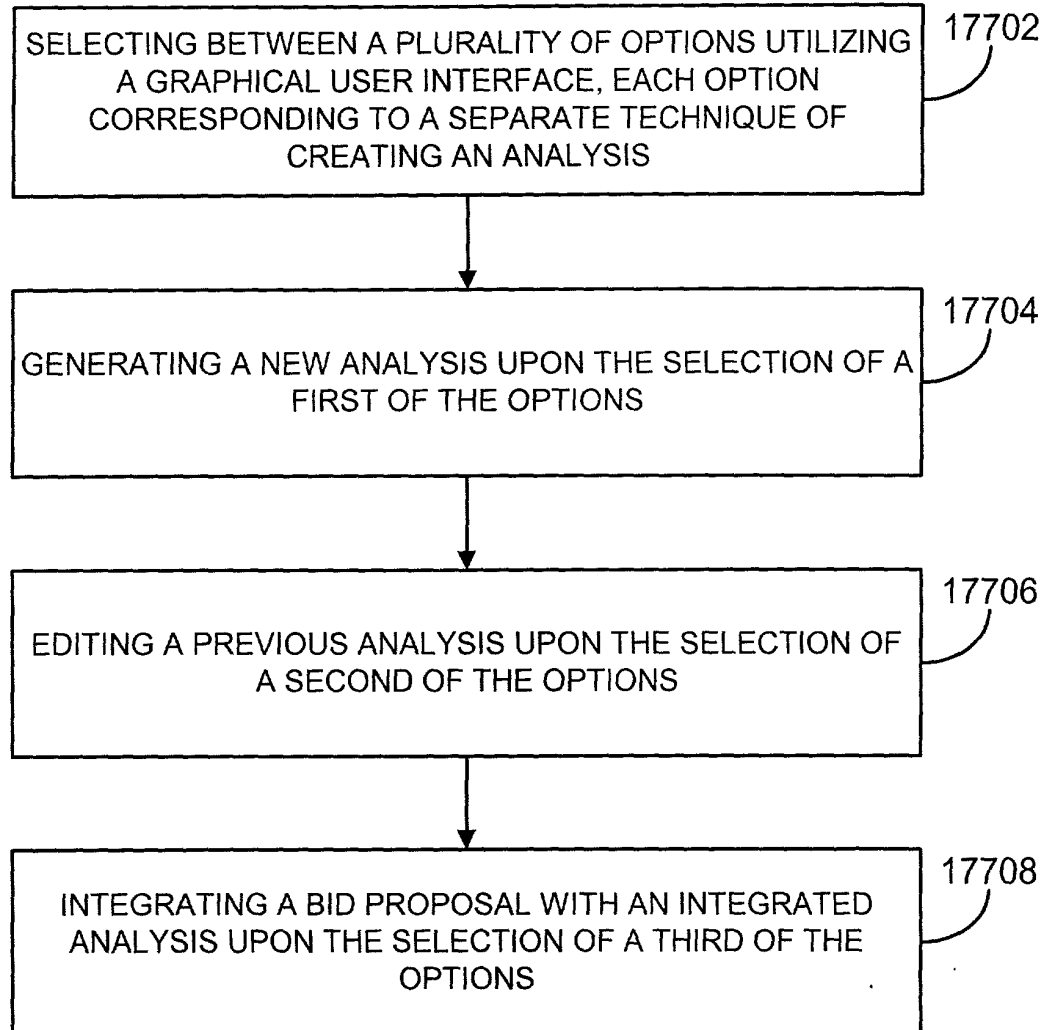 SELECTING BETWEEN A PLURALITY OF OPTIONS UTILIZING
A GRAPHICAL USER INTERFACE, EACH OPTION
CORRESPONDING TO A SEPARATE TECHNIQUE OF
CREATING AN ANALYSIS
17702
GENERATING A NEW ANALYSIS UPON THE SELECTION OF A
FIRST OF THE OPTIONS
17704
EDITING A PREVIOUS ANALYSIS UPON THE SELECTION OF
A SECOND OF THE OPTIONS
17706
INTEGRATING A BID PROPOSAL WITH AN INTEGRATED
ANALYSIS UPON THE SELECTION OF A THIRD OF THE
OPTIONS
17708